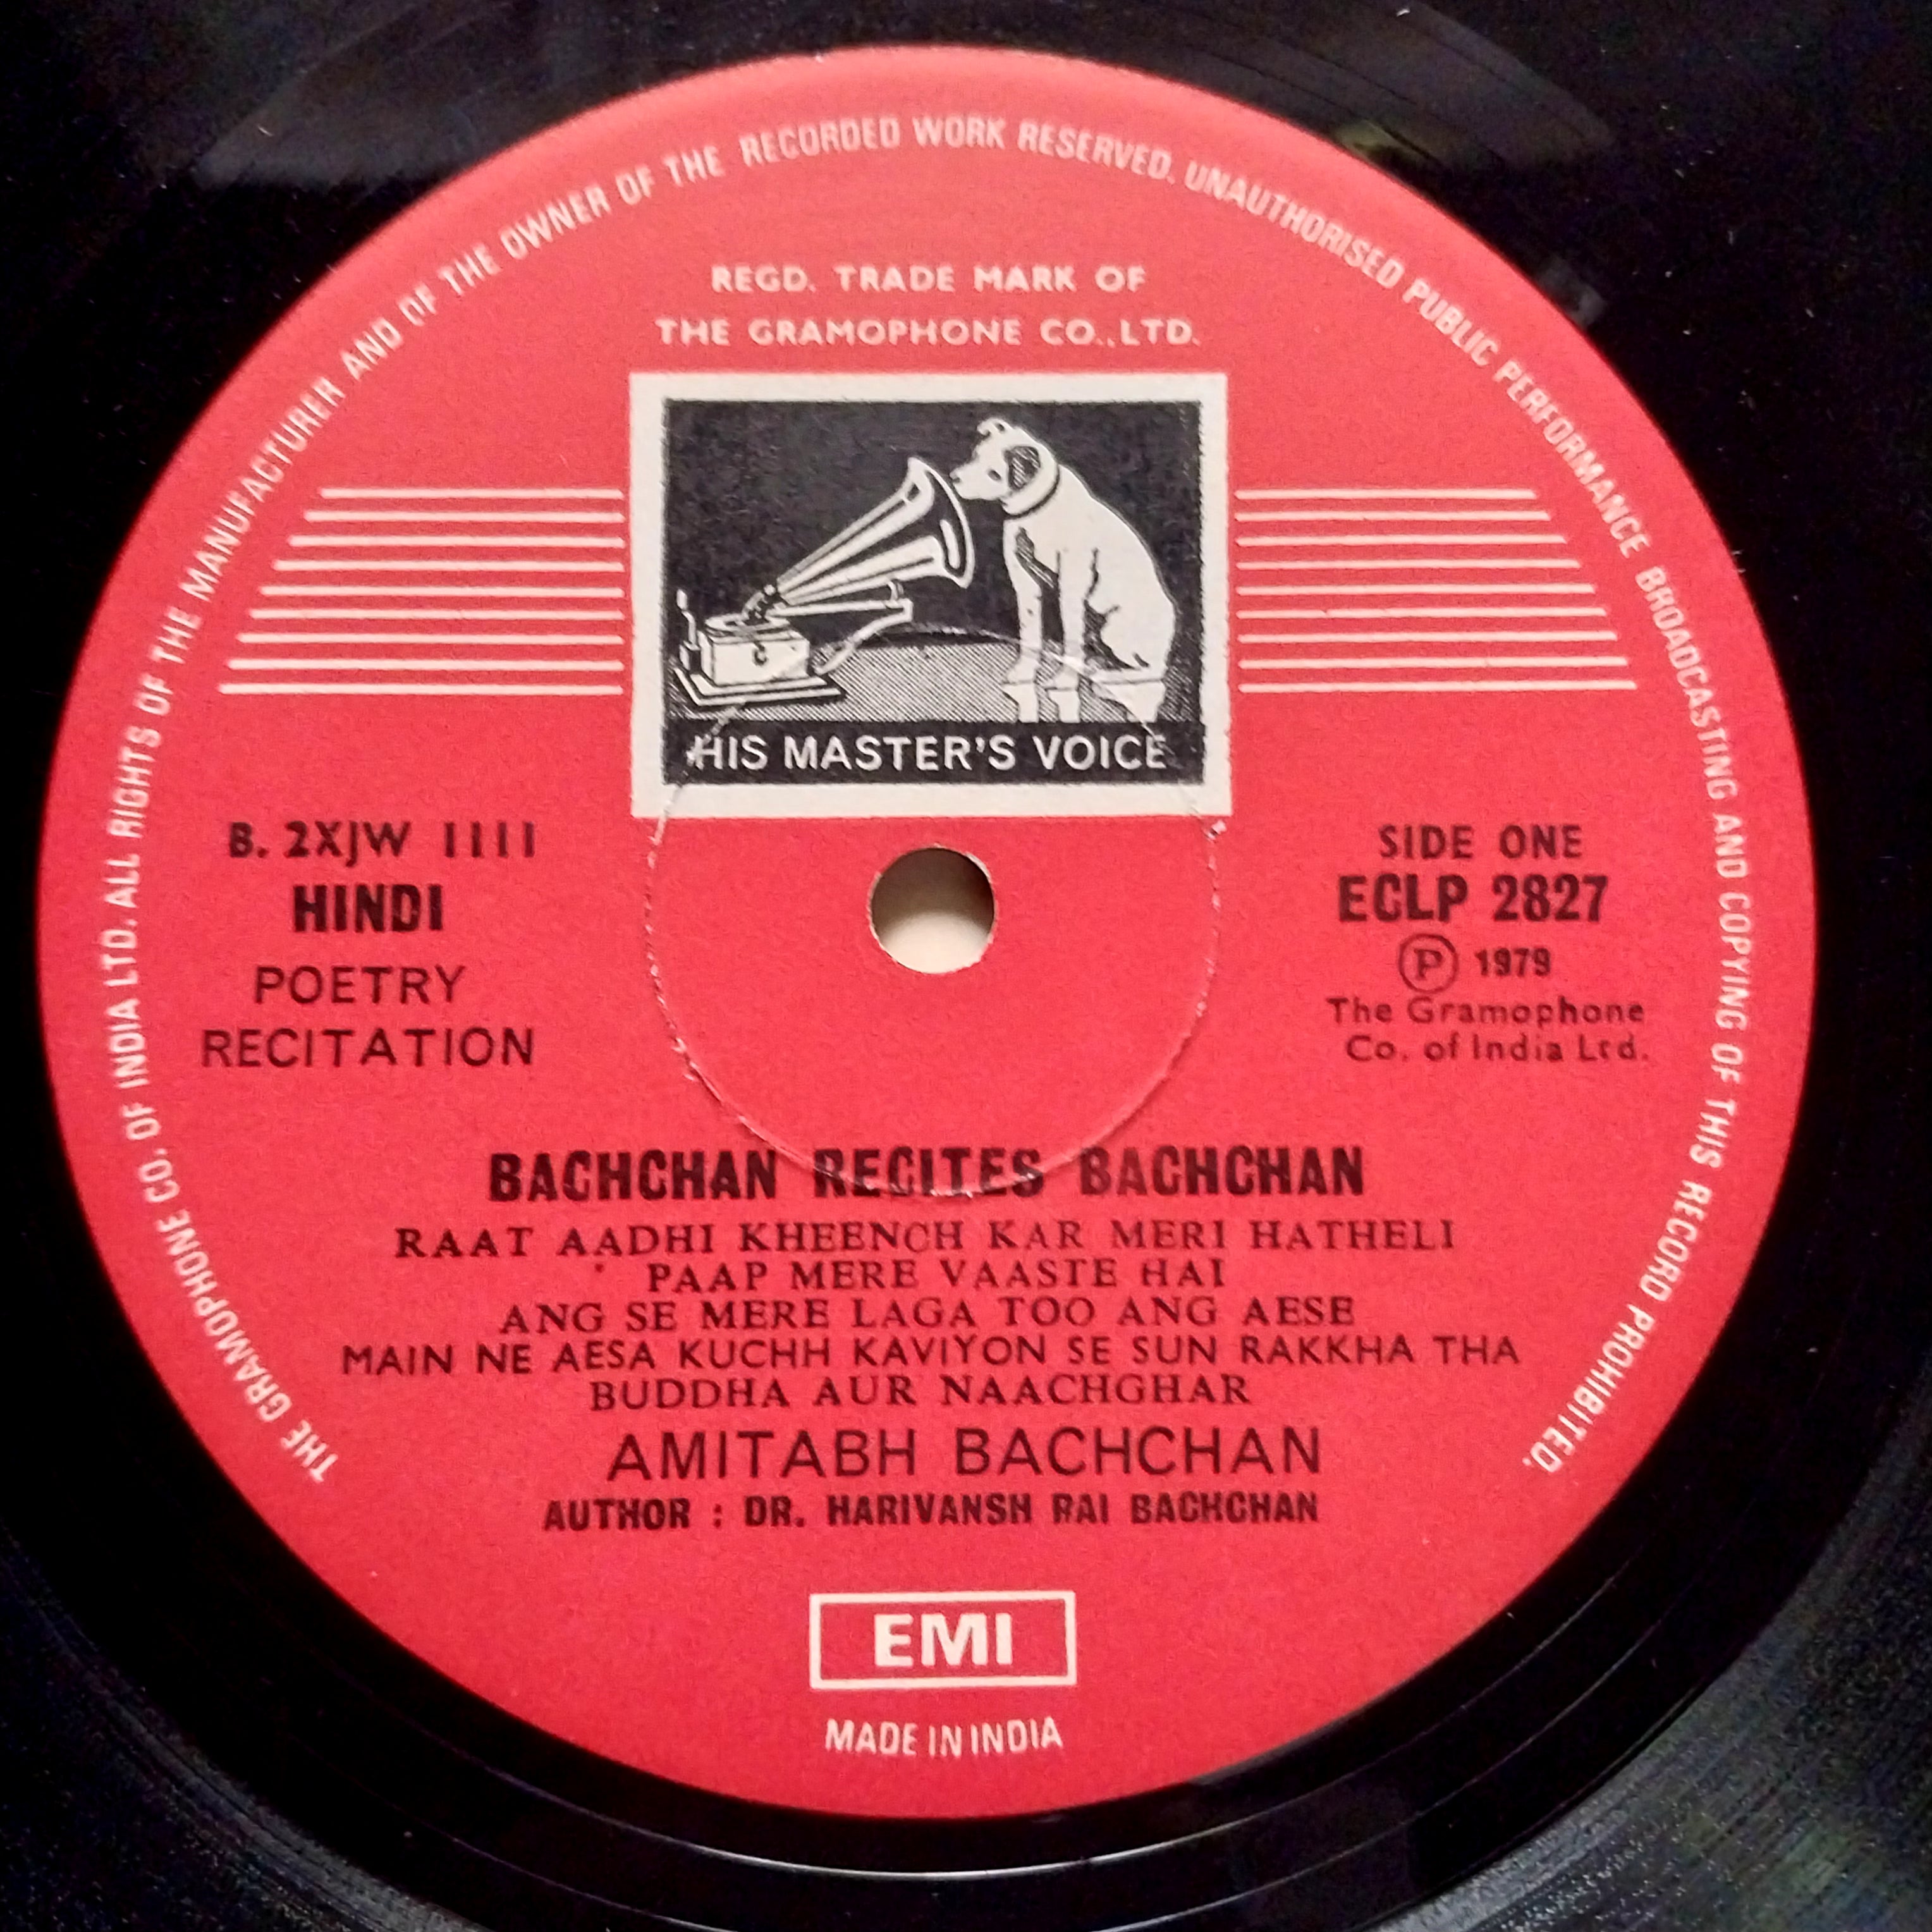 THE GRAMOPHONE CO. OF INDIA LTD. ALL RIGHTS OF THE MANUFACTURER AND OF THE OWNER OF THE RECORDED WORK RESERVED. UNAUTHORISED PUBLIC PERFORMANCE BROADCASTING AND COPYING OF THIS RECORD PROHIBITED.
REGD. TRADE MARK OF
THE GRAMOPHONE CO., LTD.
HIS MASTER'S VOICE
B. 2XJW 1111
HINDI
POETRY
RECITATION
SIDE ONE
ECLP 2827
Ⓟ 1979
The Gramophone
Co. of India Ltd.
BACHCHAN RECITES BACHCHAN
RAAT AADHI KHEENCH KAR MERI HATHELI
PAAP MERE VAASTE HAI
ANG SE MERE LAGA TOO ANG AESE
MAIN NE AESA KUCHH KAVIYON SE SUN RAKKHA THA
BUDDHA AUR NAACHGHAR
AMITABH BACHCHAN
AUTHOR : DR. HARIVANSH RAI BACHCHAN
EMI
MADE IN INDIA